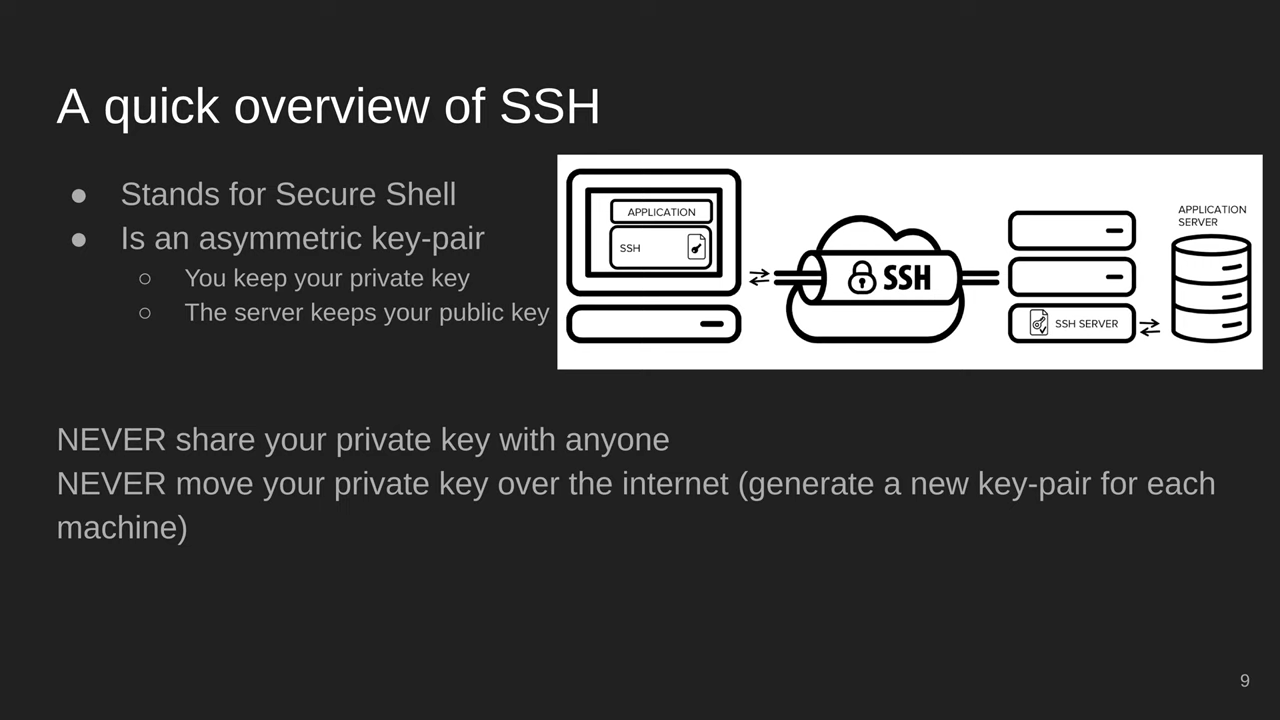 A quick overview of SSH
● Stands for Secure Shell
● Is an asymmetric key-pair
○ You keep your private key
○ The server keeps your public key
APPLICATION
SSH
SSH
SSH SERVER
APPLICATION
SERVER
NEVER share your private key with anyone
NEVER move your private key over the internet (generate a new key-pair for each
machine)
9